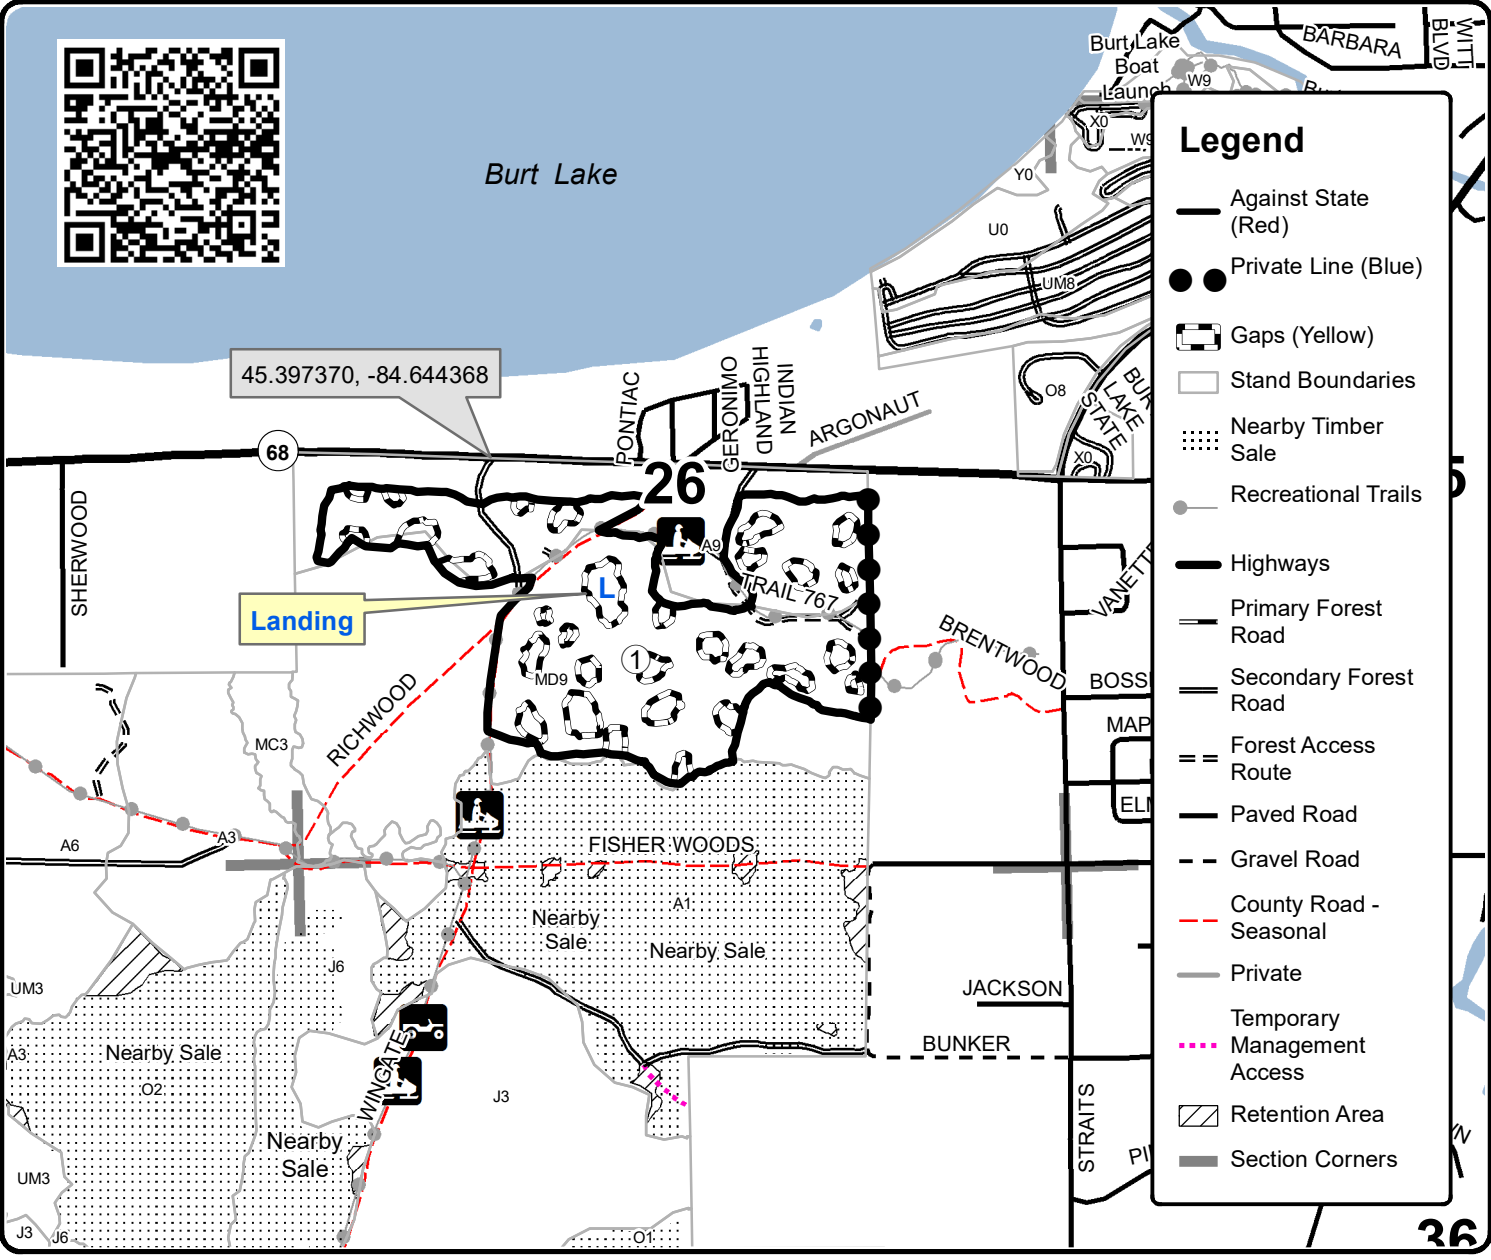 Burt Lake
Burt Lake
Boat
Launch
W9
X0
W9
Y0
U0
UM8
BARBARA
WITT
BLVD
45.397370, -84.644368
68
PONTIAC
GERONIMO
INDIAN
HIGHLAND
ARGONAUT
O8
LAKE
STATE
X0
SHERWOOD
26
A9
TRAIL 767
L
Landing
1
MD9
BRENTWOOD
BOSS
MAP
RICHWOOD
MC3
A3
A6
FISHER WOODS
A1
Nearby
Sale
Nearby Sale
J6
UM3
A3
Nearby Sale
O2
WINGATE
J3
Nearby
Sale
UM3
J3
J6
O1
JACKSON
BUNKER
STRAITS
36
Legend
Against State
(Red)
Private Line (Blue)
Gaps (Yellow)
Stand Boundaries
Nearby Timber
Sale
Recreational Trails
Highways
Primary Forest
Road
Secondary Forest
Road
Forest Access
Route
Paved Road
Gravel Road
County Road -
Seasonal
Private
Temporary
Management
Access
Retention Area
Section Corners